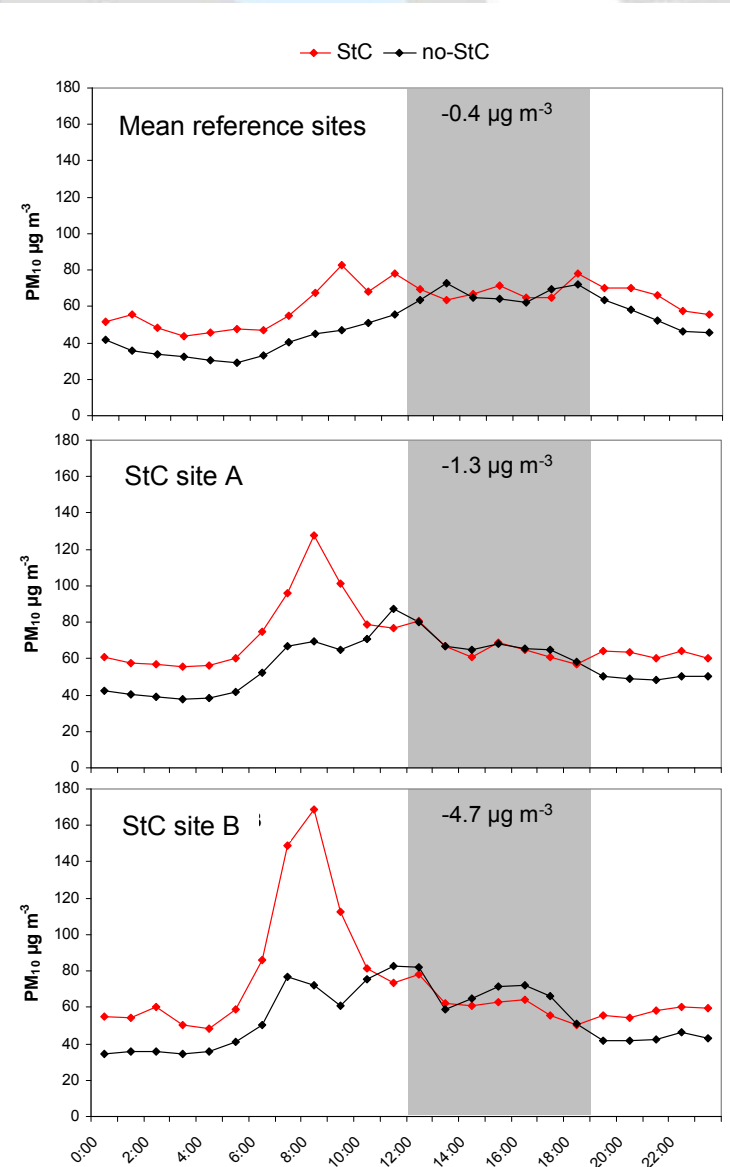 StC no-StC
180
160
140
120
100
80
60
40
20
0
PM₁₀ µg m⁻³
Mean reference sites
-0.4 µg m⁻³
180
160
140
120
100
80
60
40
20
0
PM₁₀ µg m⁻³
StC site A
-1.3 µg m⁻³
180
160
140
120
100
80
60
40
20
0
PM₁₀ µg m⁻³
StC site B
-4.7 µg m⁻³
0:00 2:00 4:00 6:00 8:00 10:00 12:00 14:00 16:00 18:00 20:00 22:00